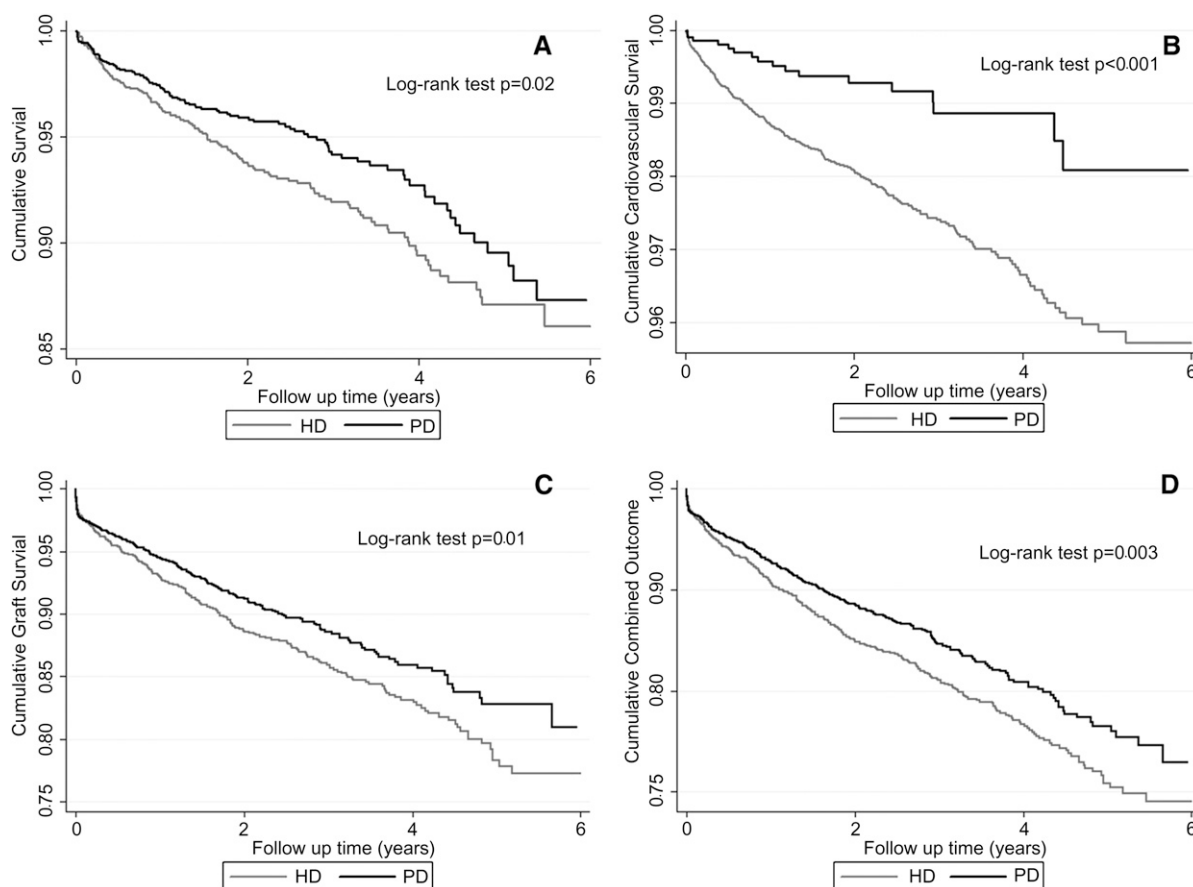 A
Log-rank test p=0.02
Cumulative Survial
1.00
0.95
0.90
0.85
0 2 4 6
Follow up time (years)
HD PD
B
Log-rank test p<0.001
Cumulative Cardiovascular Survial
1.00
0.99
0.98
0.97
0.96
0 2 4 6
Follow up time (years)
HD PD
C
Log-rank test p=0.01
Cumulative Graft Survial
1.00
0.95
0.90
0.85
0.80
0.75
0 2 4 6
Follow up time (years)
HD PD
D
Log-rank test p=0.003
Cumulative Combined Outcome
1.00
0.90
0.80
0.75
0 2 4 6
Follow up time (years)
HD PD